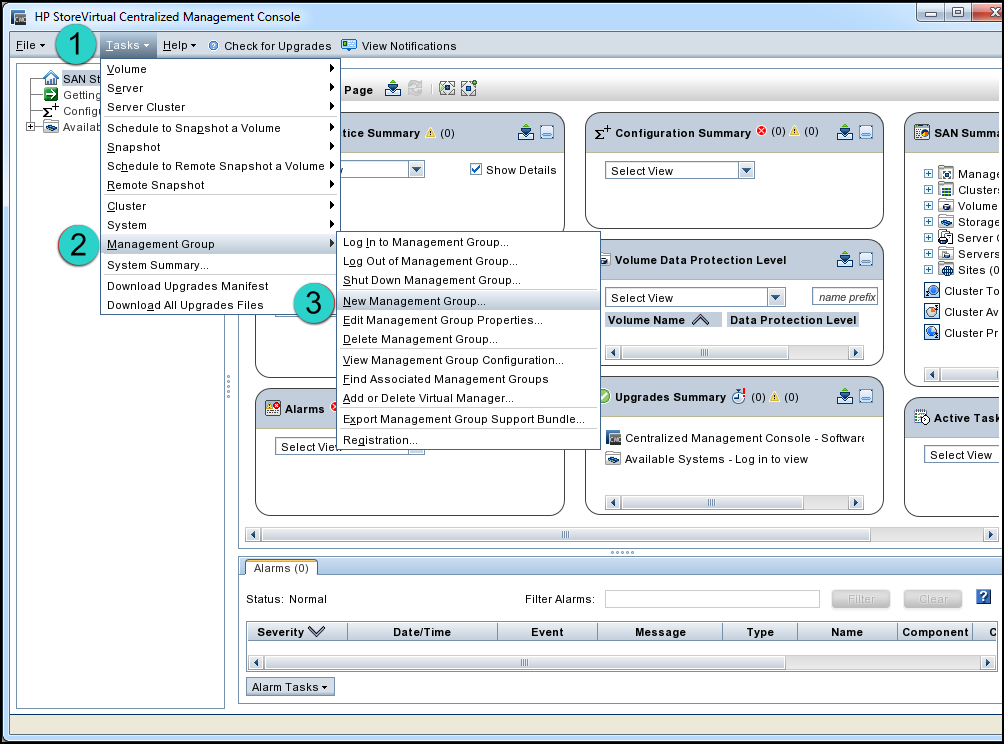 HP StoreVirtual Centralized Management Console
File 1 Tasks Help Check for Upgrades View Notifications
SAN St
Getting
Config
Availab
Volume
Server
Server Cluster
Schedule to Snapshot a Volume
Snapshot
Schedule to Remote Snapshot a Volume
Remote Snapshot
Cluster
System
2 Management Group
System Summary...
Download Upgrades Manifest
Download All Upgrades Files
3
Log In to Management Group...
Log Out of Management Group...
Shut Down Management Group...
New Management Group...
Edit Management Group Properties...
Delete Management Group...
View Management Group Configuration...
Find Associated Management Groups
Add or Delete Virtual Manager...
Export Management Group Support Bundle...
Registration...
Page
tice Summary (0)
Show Details
Configuration Summary (0) (0)
Select View
SAN Summa
Manage
Clusters
Volume
Storage
Server C
Servers
Sites (0
Cluster To
Cluster Av
Cluster Pr
Volume Data Protection Level
Select View name prefix
Volume Name Data Protection Level
Alarms
Select View
Upgrades Summary (0) (0)
CMC Centralized Management Console - Software
Available Systems - Log in to view
Active Task
Select View
Alarms (0)
Status: Normal Filter Alarms: Filter Clear ?
Severity Date/Time Event Message Type Name Component C
Alarm Tasks